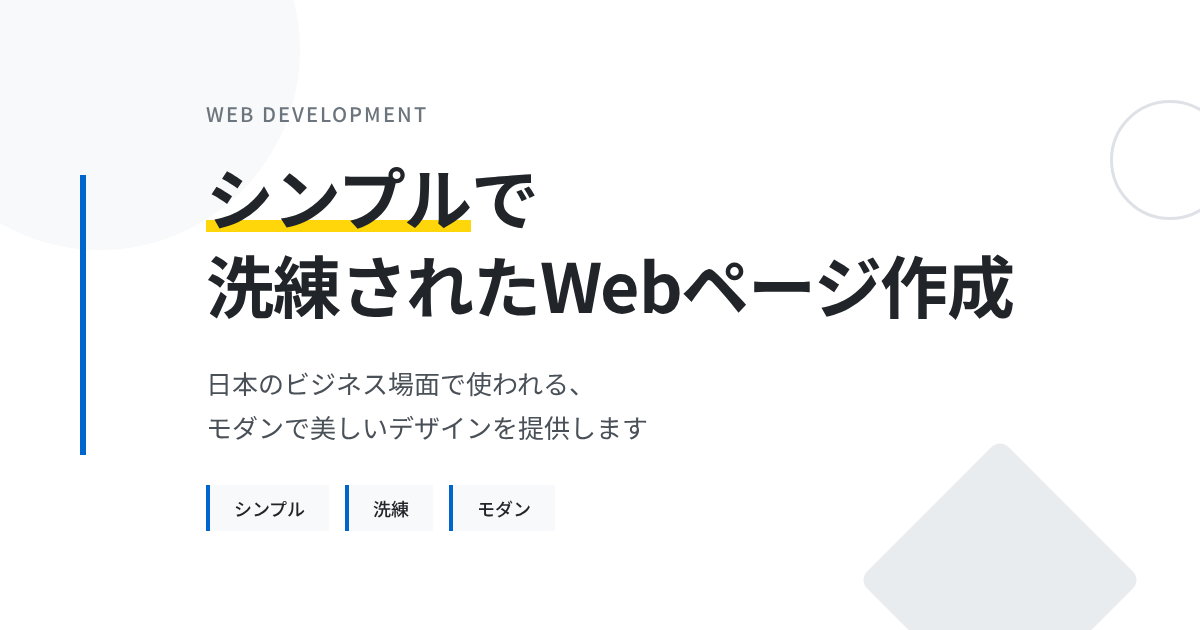 WEB DEVELOPMENT
シンプルで
洗練されたWebページ作成
日本のビジネス場面で使われる、
モダンで美しいデザインを提供します
シンプル
洗練
モダン